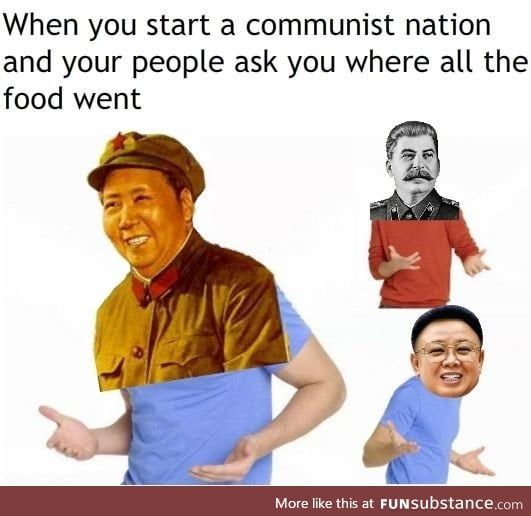 When you start a communist nation
and your people ask you where all the
food went
More like this at FUNsubstance.com